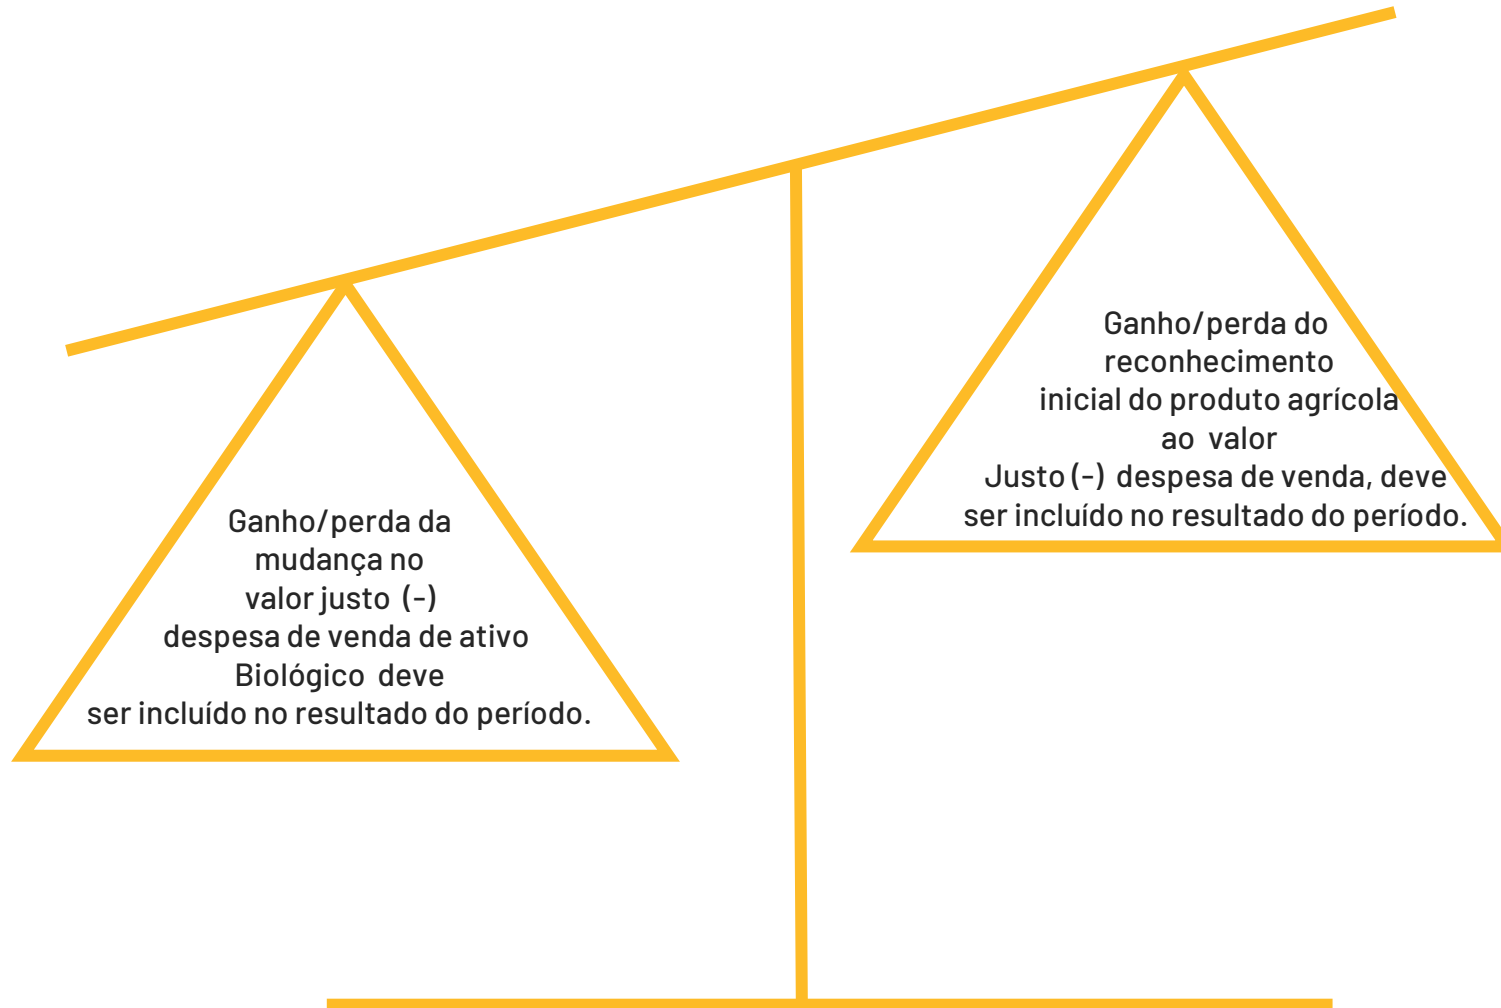 Ganho/perda da
mudança no
valor justo (-)
despesa de venda de ativo
Biológico deve
ser incluído no resultado do período.
Ganho/perda do
reconhecimento
inicial do produto agrícola
ao valor
Justo (-) despesa de venda, deve
ser incluído no resultado do período.